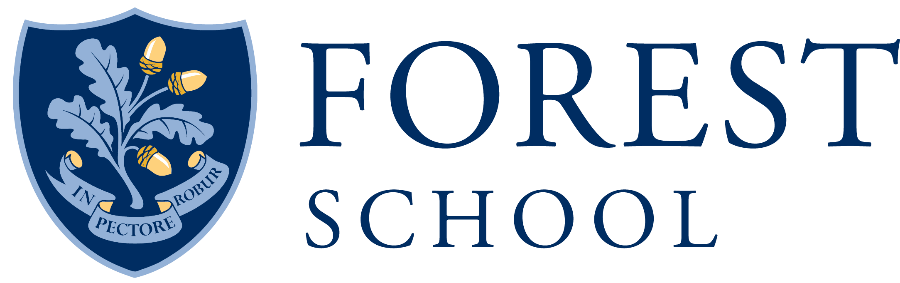 FOREST
SCHOOL
IN PECTORE ROBUR